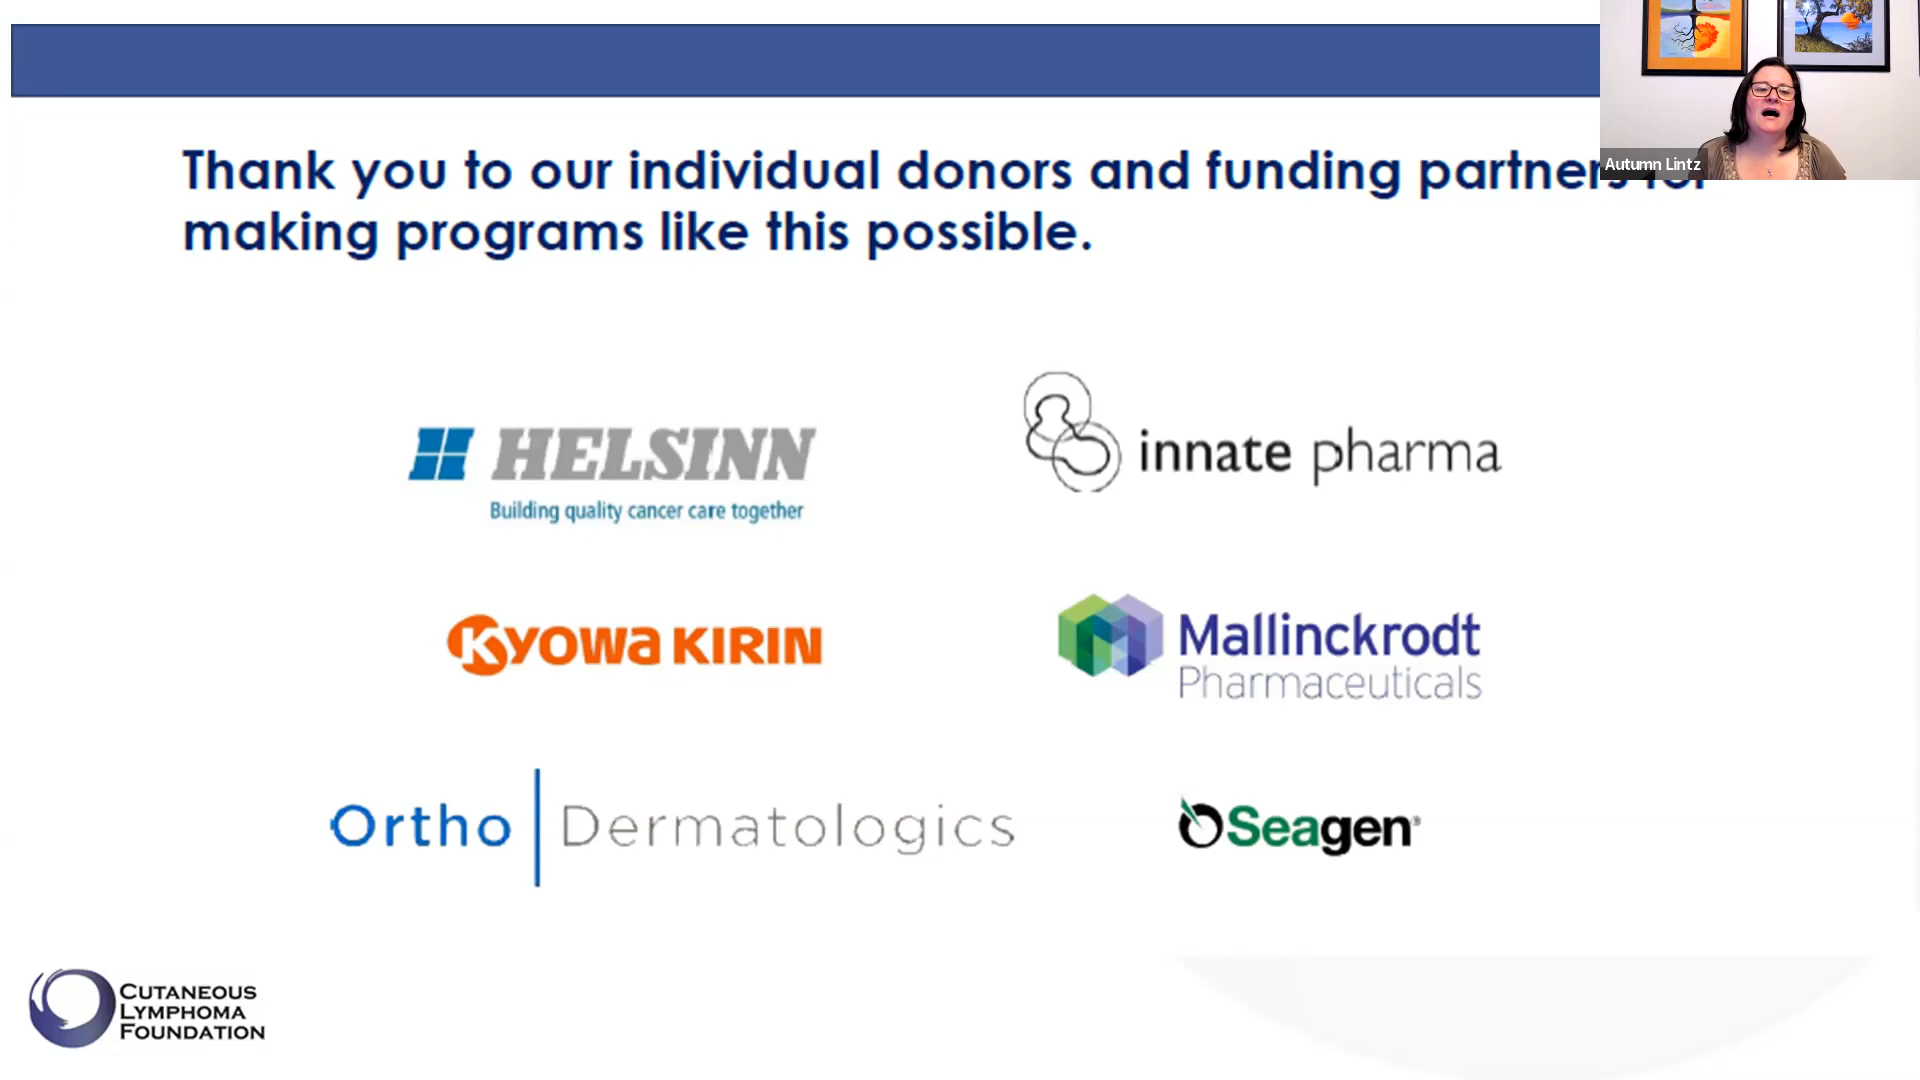 Thank you to our individual donors and funding partners for
making programs like this possible.
Autumn Lintz
HELSINN
Building quality cancer care together
innate pharma
KYOWA KIRIN
Mallinckrodt
Pharmaceuticals
Ortho | Dermatologics
Seagen®
CUTANEOUS
LYMPHOMA
FOUNDATION